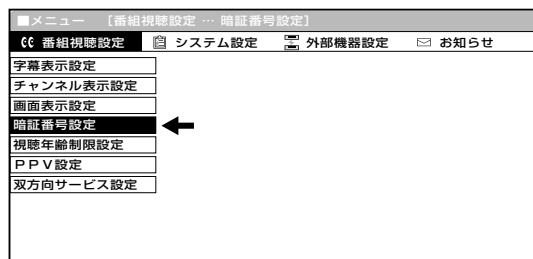 ■メニュー [番組視聴設定 … 暗証番号設定]
番組視聴設定 システム設定 外部機器設定 お知らせ
字幕表示設定
チャンネル表示設定
画面表示設定
暗証番号設定
視聴年齢制限設定
ＰＰＶ設定
双方向サービス設定